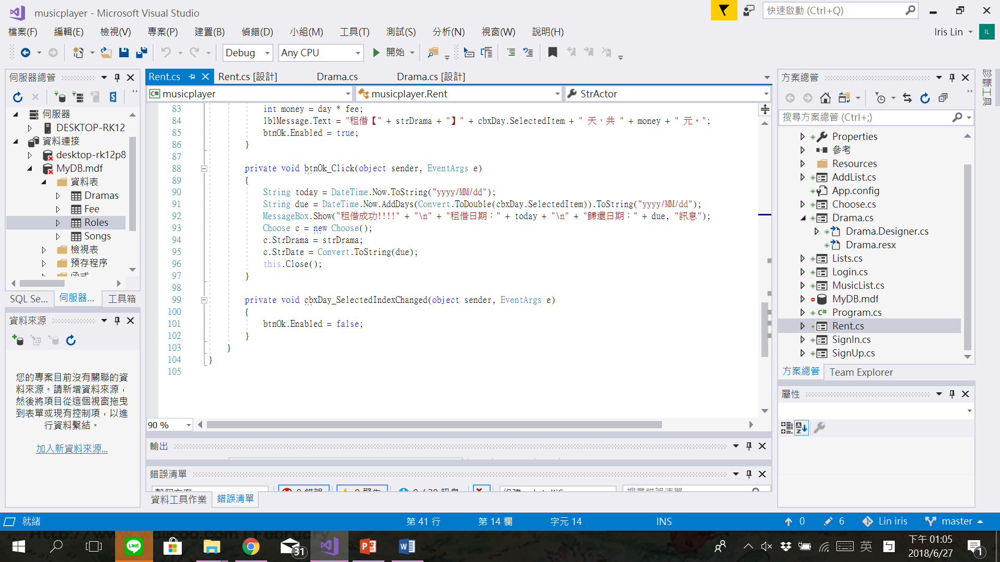 musicplayer - Microsoft Visual Studio
快速啟動 (Ctrl+Q)
檔案(F) 編輯(E) 檢視(V) 專案(P) 建置(B) 偵錯(D) 小組(M) 工具(T) 測試(S) 分析(N) 視窗(W) 說明(H)
Iris Lin IL
Debug Any CPU 開始
伺服器總管
伺服器
DESKTOP-RK12
資料連接
desktop-rk12p8
MyDB.mdf
資料表
Dramas
Fee
Roles
Songs
檢視表
預存程序
函式
SQL Se... 伺服器... 工具箱
資料來源
您的專案目前沒有關聯的資
料來源。請新增資料來源，
然後將項目從這個視窗拖曳
到表單或現有控制項，以進
行資料繫結。
加入新資料來源...
Rent.cs Rent.cs [設計] Drama.cs Drama.cs [設計]
C# musicplayer musicplayer.Rent StrActor
83 int money = day * fee;
84 lblMessage.Text = "租借【" + strDrama + "】" + cbxDay.SelectedItem + " 天，共 " + money + " 元。";
85 btnOk.Enabled = true;
86 }
87
88 private void btnOk_Click(object sender, EventArgs e)
89 {
90 String today = DateTime.Now.ToString("yyyy/MM/dd");
91 String due = DateTime.Now.AddDays(Convert.ToDouble(cbxDay.SelectedItem)).ToString("yyyy/MM/dd");
92 MessageBox.Show("租借成功!!!!" + "\n" + "租借日期：" + today + "\n" + "歸還日期：" + due, "訊息");
93 Choose c = new Choose();
94 c.StrDrama = strDrama;
95 c.StrDate = Convert.ToString(due);
96 this.Close();
97 }
98
99 private void cbxDay_SelectedIndexChanged(object sender, EventArgs e)
100 {
101 btnOk.Enabled = false;
102 }
103 }
104 }
105
90 %
輸出
錯誤清單
整個方案 0 錯誤 0 警告 0 / 20 訊息
資料工具作業 錯誤清單
方案總管
搜尋方案總管 (Ctrl+;)
Properties
參考
Resources
AddList.cs
App.config
Choose.cs
Drama.cs
Drama.Designer.cs
Drama.resx
Lists.cs
Login.cs
MusicList.cs
MyDB.mdf
C# Program.cs
Rent.cs
SignIn.cs
SignUp.cs
方案總管 Team Explorer
屬性
診斷工具
就緒 第 41 行 第 14 欄 字元 14 INS 0 6 Lin iris master
LINE 31 英 ㄅ
下午 01:05
2018/6/27
1